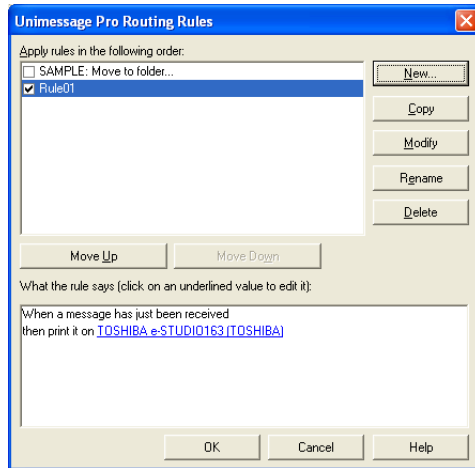 Unimessage Pro Routing Rules
Apply rules in the following order:
SAMPLE: Move to folder...
Rule01
New...
Copy
Modify
Rename
Delete
Move Up
Move Down
What the rule says (click on an underlined value to edit it):
When a message has just been received
then print it on TOSHIBA e-STUDIO163 (TOSHIBA)
OK
Cancel
Help